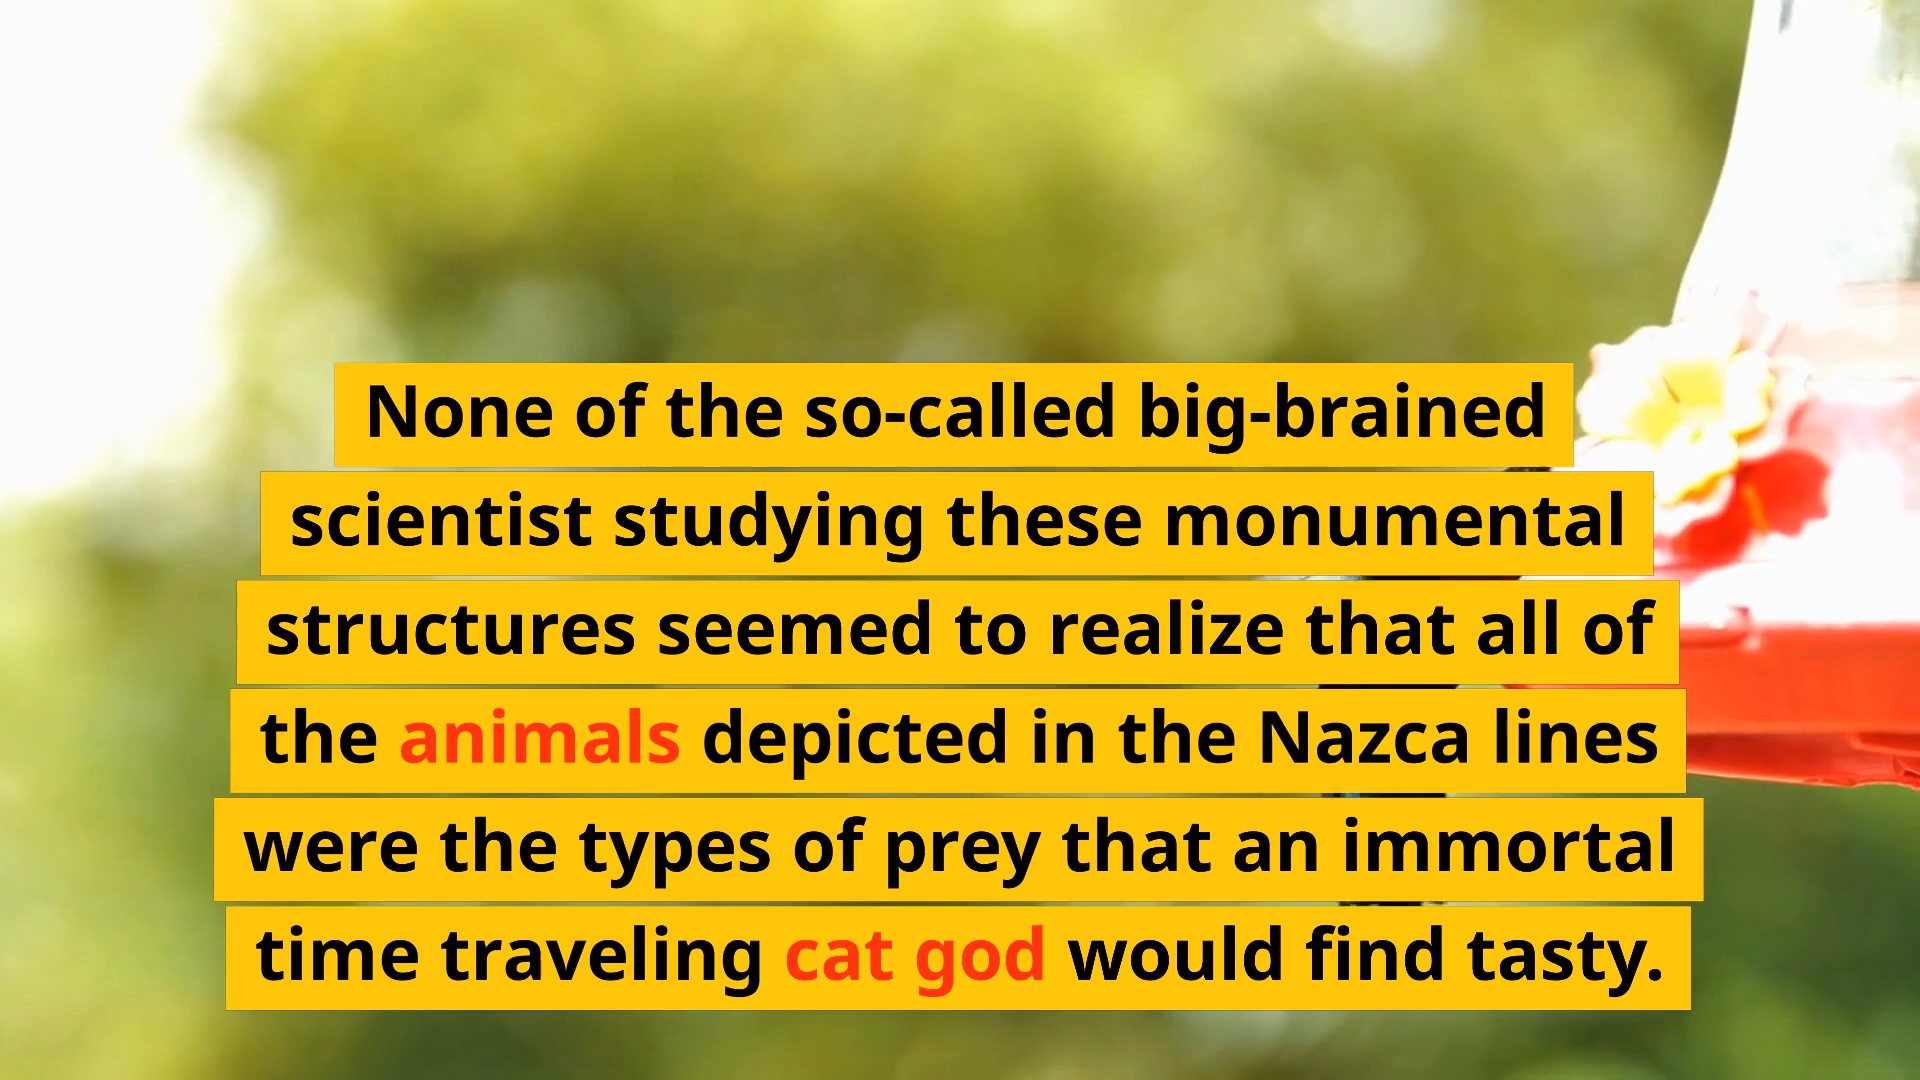 None of the so-called big-brained
scientist studying these monumental
structures seemed to realize that all of
the animals depicted in the Nazca lines
were the types of prey that an immortal
time traveling cat god would find tasty.